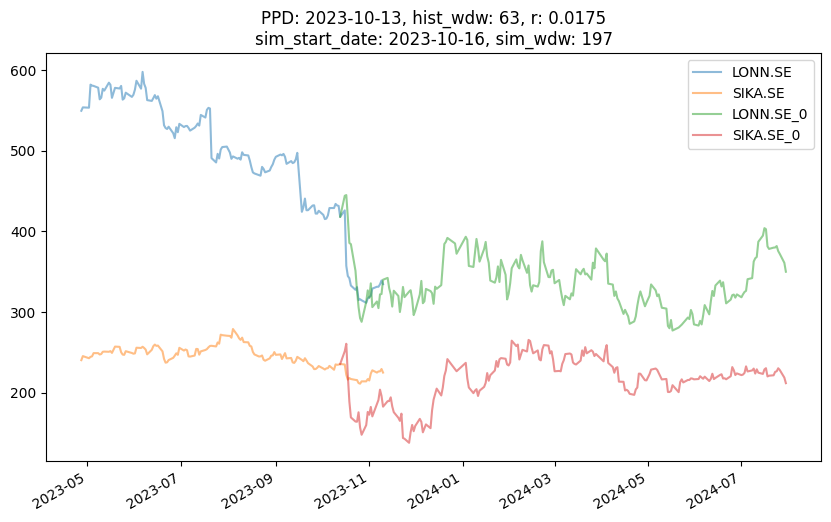 PPD: 2023-10-13, hist_wdw: 63, r: 0.0175
sim_start_date: 2023-10-16, sim_wdw: 197
LONN.SE
SIKA.SE
LONN.SE_0
SIKA.SE_0
600
500
400
300
200
2023-05
2023-07
2023-09
2023-11
2024-01
2024-03
2024-05
2024-07